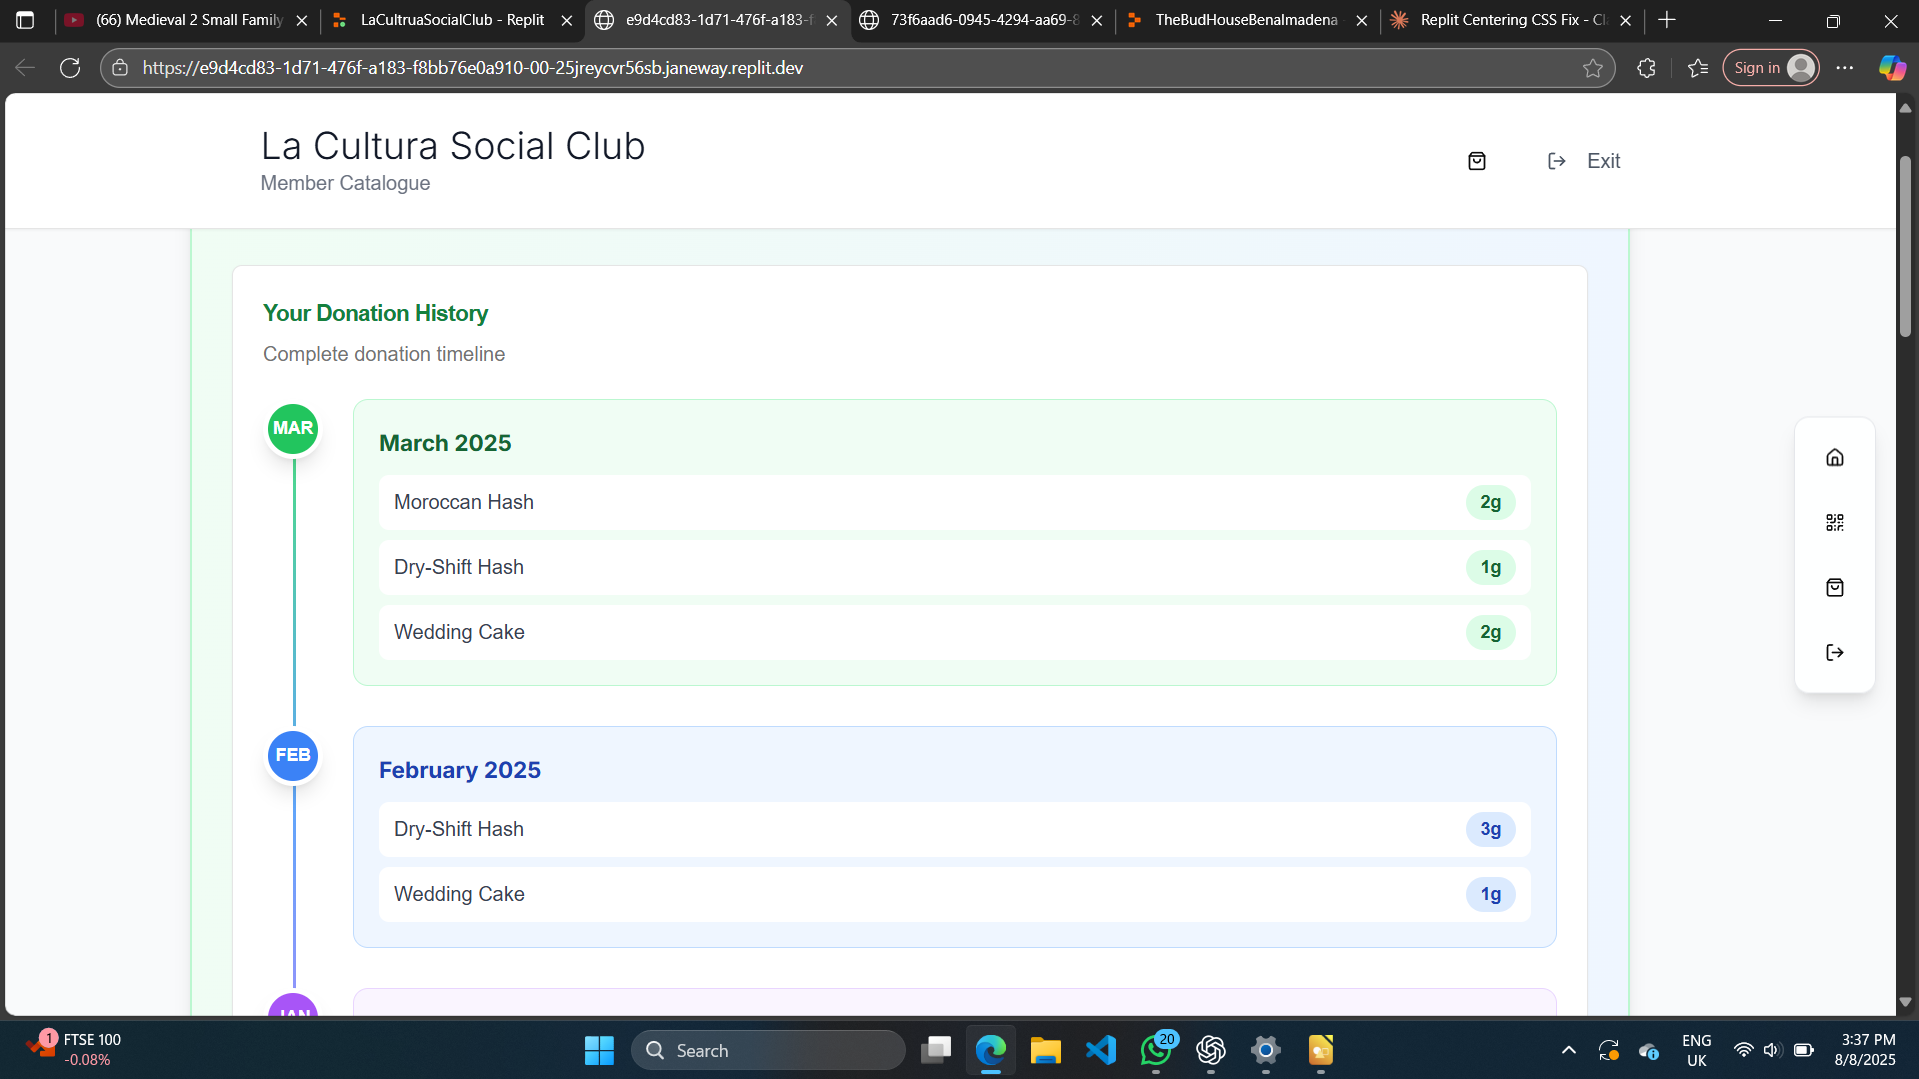 (66) Medieval 2 Small Family
LaCultruaSocialClub - Replit
e9d4cd83-1d71-476f-a183-f
73f6aad6-0945-4294-aa69-8
TheBudHouseBenalmadena
Replit Centering CSS Fix - Cl
https://e9d4cd83-1d71-476f-a183-f8bb76e0a910-00-25jreycvr56sb.janeway.replit.dev
Sign in
La Cultura Social Club
Member Catalogue
Exit
Your Donation History
Complete donation timeline
MAR
March 2025
Moroccan Hash
2g
Dry-Shift Hash
1g
Wedding Cake
2g
FEB
February 2025
Dry-Shift Hash
3g
Wedding Cake
1g
JAN
1
FTSE 100
-0.08%
Search
20
ENG
UK
3:37 PM
8/8/2025